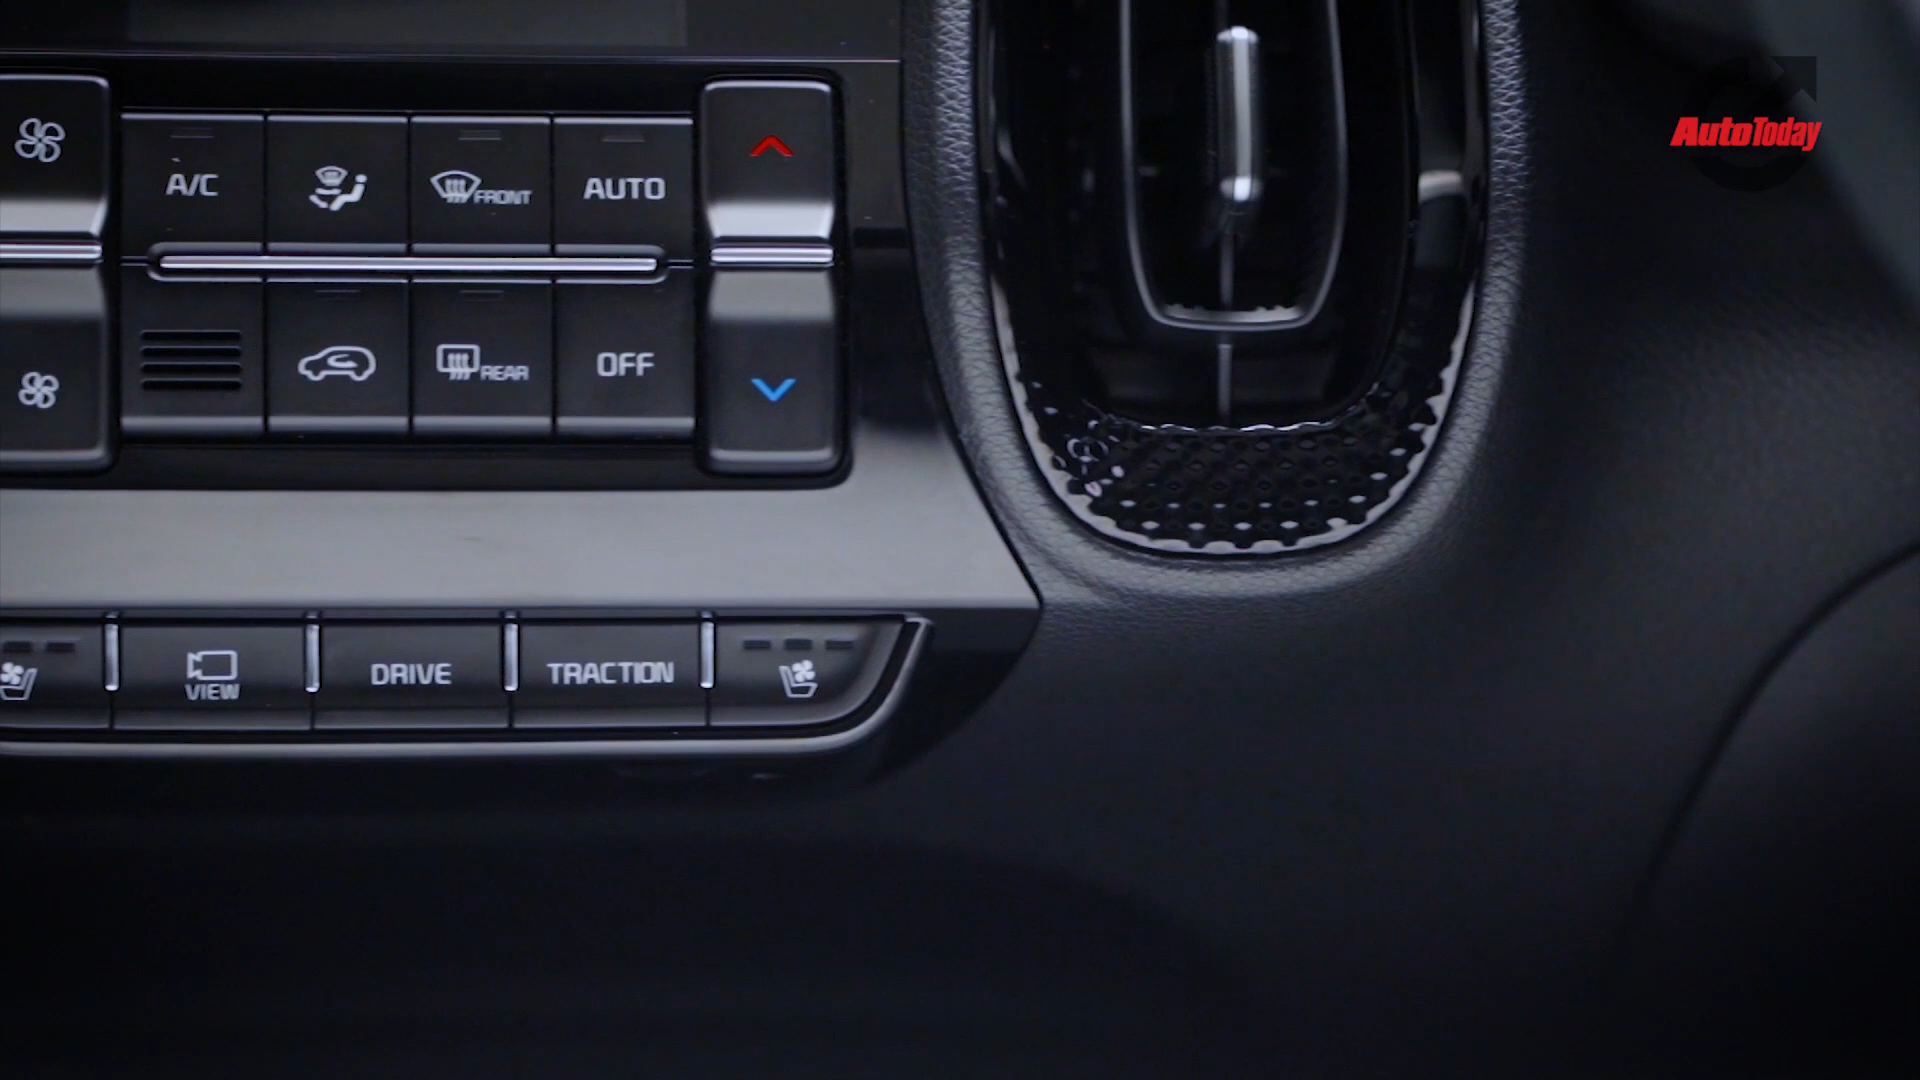 AutoToday
A/C
FRONT
AUTO
REAR
OFF
VIEW
DRIVE
TRACTION